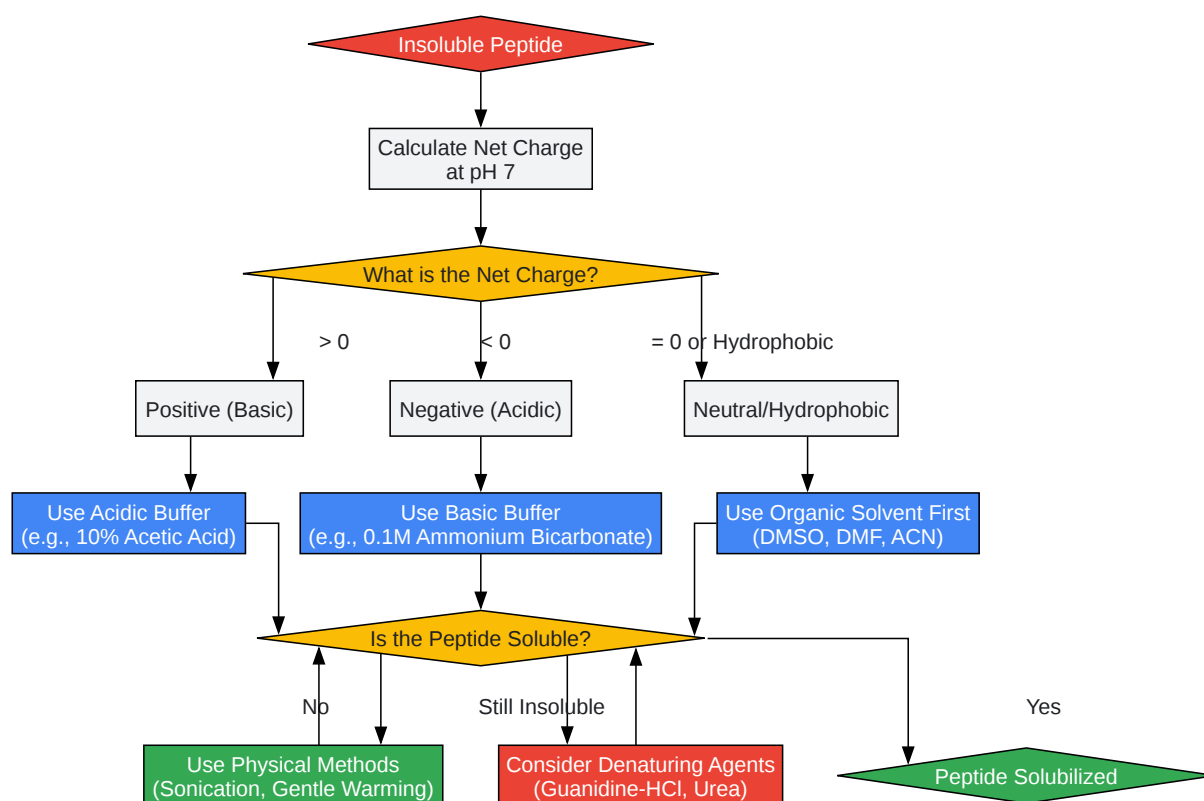 Insoluble Peptide
Calculate Net Charge
at pH 7
What is the Net Charge?
> 0
< 0
= 0 or Hydrophobic
Positive (Basic)
Negative (Acidic)
Neutral/Hydrophobic
Use Acidic Buffer
(e.g., 10% Acetic Acid)
Use Basic Buffer
(e.g., 0.1M Ammonium Bicarbonate)
Use Organic Solvent First
(DMSO, DMF, ACN)
Is the Peptide Soluble?
No
Still Insoluble
Yes
Use Physical Methods
(Sonication, Gentle Warming)
Consider Denaturing Agents
(Guanidine-HCl, Urea)
Peptide Solubilized